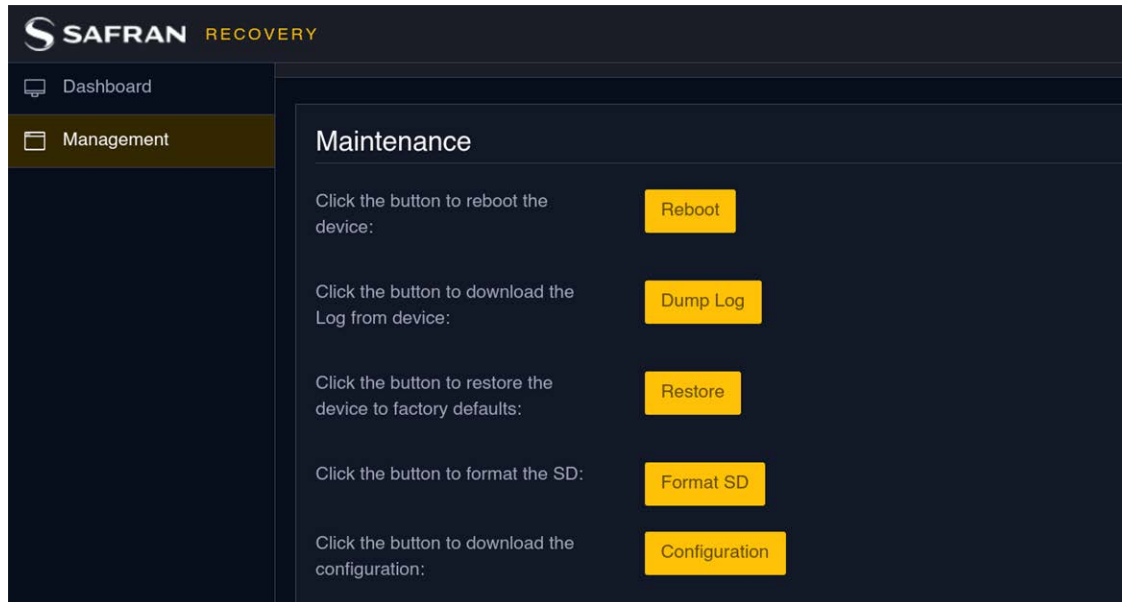 SAFRAN RECOVERY
Dashboard
Management
Maintenance
Click the button to reboot the
device:
Reboot
Click the button to download the
Log from device:
Dump Log
Click the button to restore the
device to factory defaults:
Restore
Click the button to format the SD:
Format SD
Click the button to download the
configuration:
Configuration